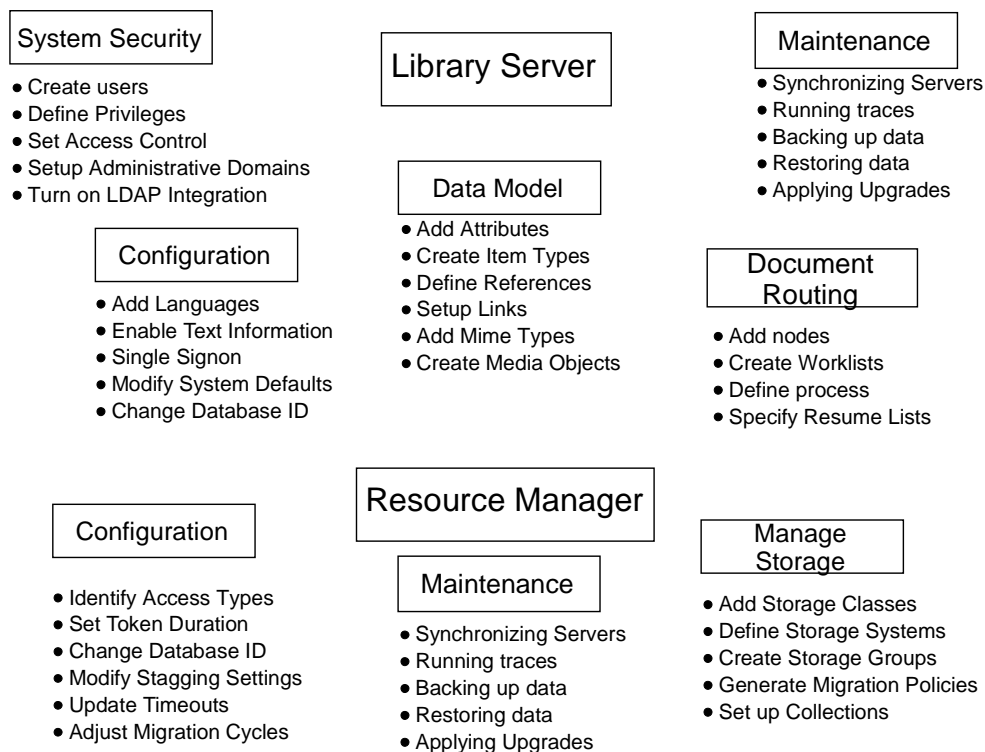 System Security
● Create users
● Define Privileges
● Set Access Control
● Setup Administrative Domains
● Turn on LDAP Integration
Library Server
Maintenance
● Synchronizing Servers
● Running traces
● Backing up data
● Restoring data
● Applying Upgrades
Configuration
● Add Languages
● Enable Text Information
● Single Signon
● Modify System Defaults
● Change Database ID
Data Model
● Add Attributes
● Create Item Types
● Define References
● Setup Links
● Add Mime Types
● Create Media Objects
Document
Routing
● Add nodes
● Create Worklists
● Define process
● Specify Resume Lists
Resource Manager
Configuration
● Identify Access Types
● Set Token Duration
● Change Database ID
● Modify Stagging Settings
● Update Timeouts
● Adjust Migration Cycles
Maintenance
● Synchronizing Servers
● Running traces
● Backing up data
● Restoring data
● Applying Upgrades
Manage
Storage
● Add Storage Classes
● Define Storage Systems
● Create Storage Groups
● Generate Migration Policies
● Set up Collections